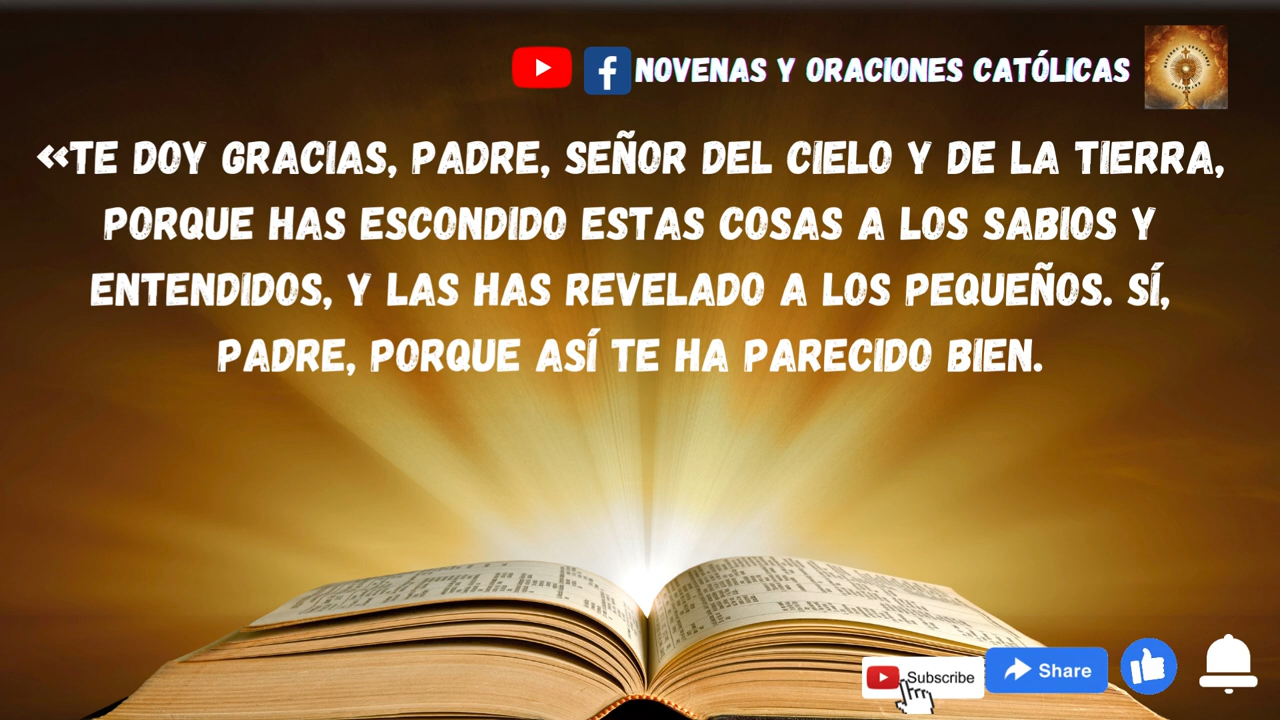 NOVENAS Y ORACIONES CATÓLICAS
«TE DOY GRACIAS, PADRE, SEÑOR DEL CIELO Y DE LA TIERRA,
PORQUE HAS ESCONDIDO ESTAS COSAS A LOS SABIOS Y
ENTENDIDOS, Y LAS HAS REVELADO A LOS PEQUEÑOS. SÍ,
PADRE, PORQUE ASÍ TE HA PARECIDO BIEN.
Subscribe
Share